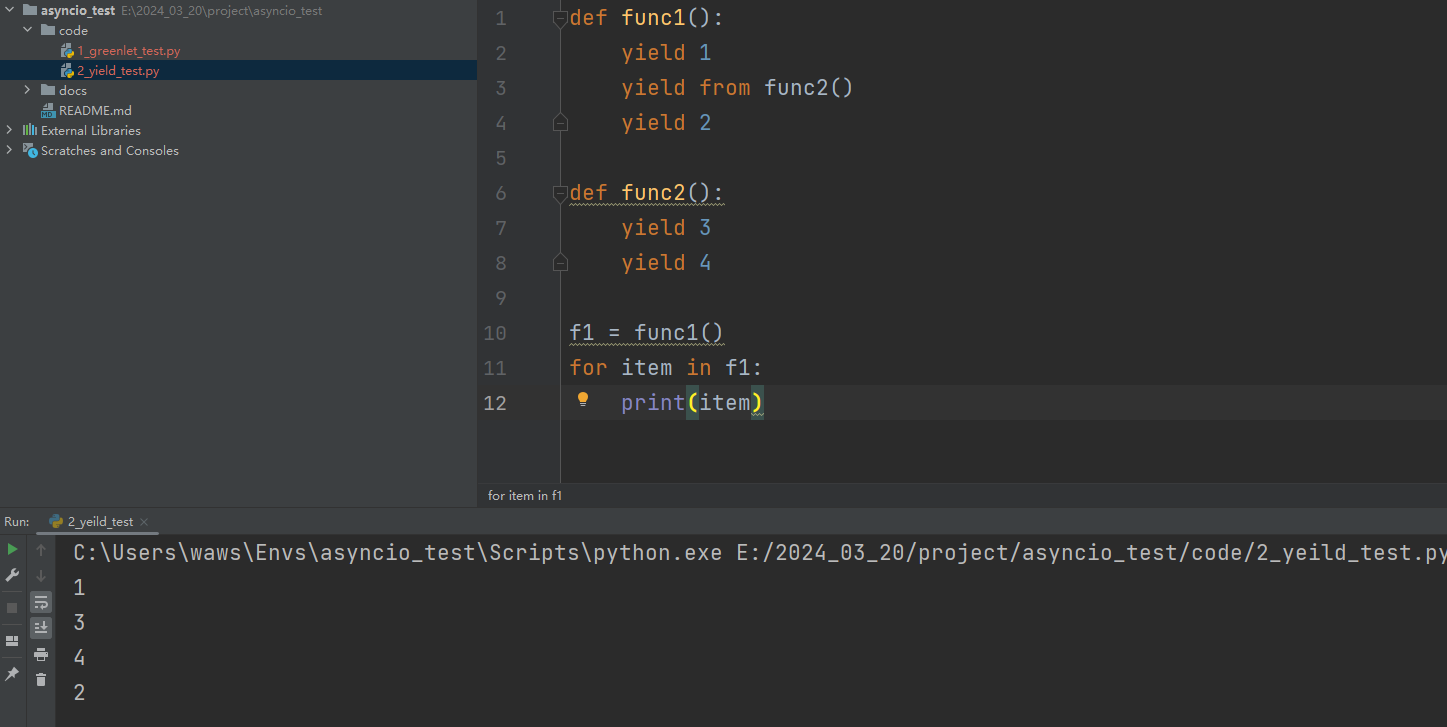 asyncio_test E:\2024_03_20\project\asyncio_test
code
1_greenlet_test.py
2_yield_test.py
docs
README.md
External Libraries
Scratches and Consoles
1 def func1():
2     yield 1
3     yield from func2()
4     yield 2
5
6 def func2():
7     yield 3
8     yield 4
9
10 f1 = func1()
11 for item in f1:
12     print(item)
for item in f1
Run: 2_yeild_test
C:\Users\waws\Envs\asyncio_test\Scripts\python.exe E:/2024_03_20/project/asyncio_test/code/2_yeild_test.py
1
3
4
2